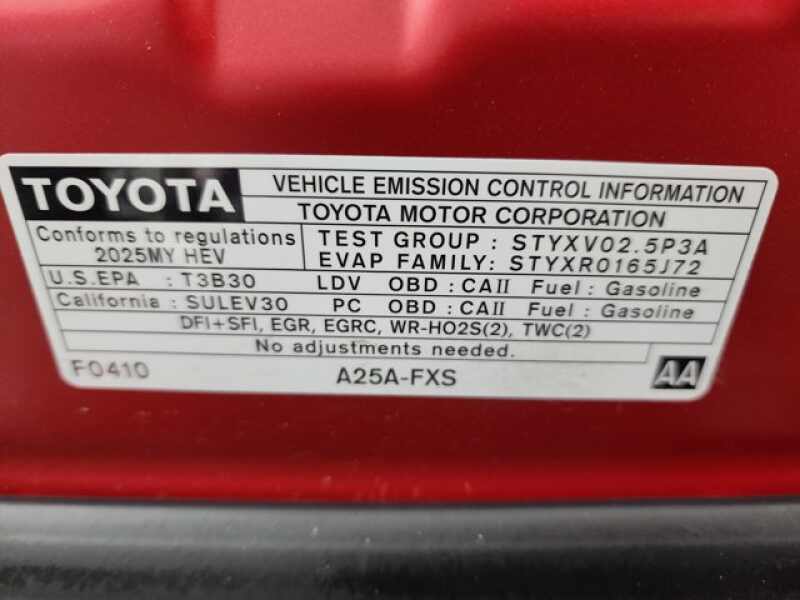 TOYOTA
VEHICLE EMISSION CONTROL INFORMATION
TOYOTA MOTOR CORPORATION
Conforms to regulations
2025MY HEV
TEST GROUP : STYXV02.5P3A
EVAP FAMILY: STYXR0165J72
U.S.EPA : T3B30 LDV OBD : CAII Fuel : Gasoline
California : SULEV30 PC OBD : CAII Fuel : Gasoline
DFI+SFI, EGR, EGRC, WR-HO2S(2), TWC(2)
No adjustments needed.
F0410 A25A-FXS AA